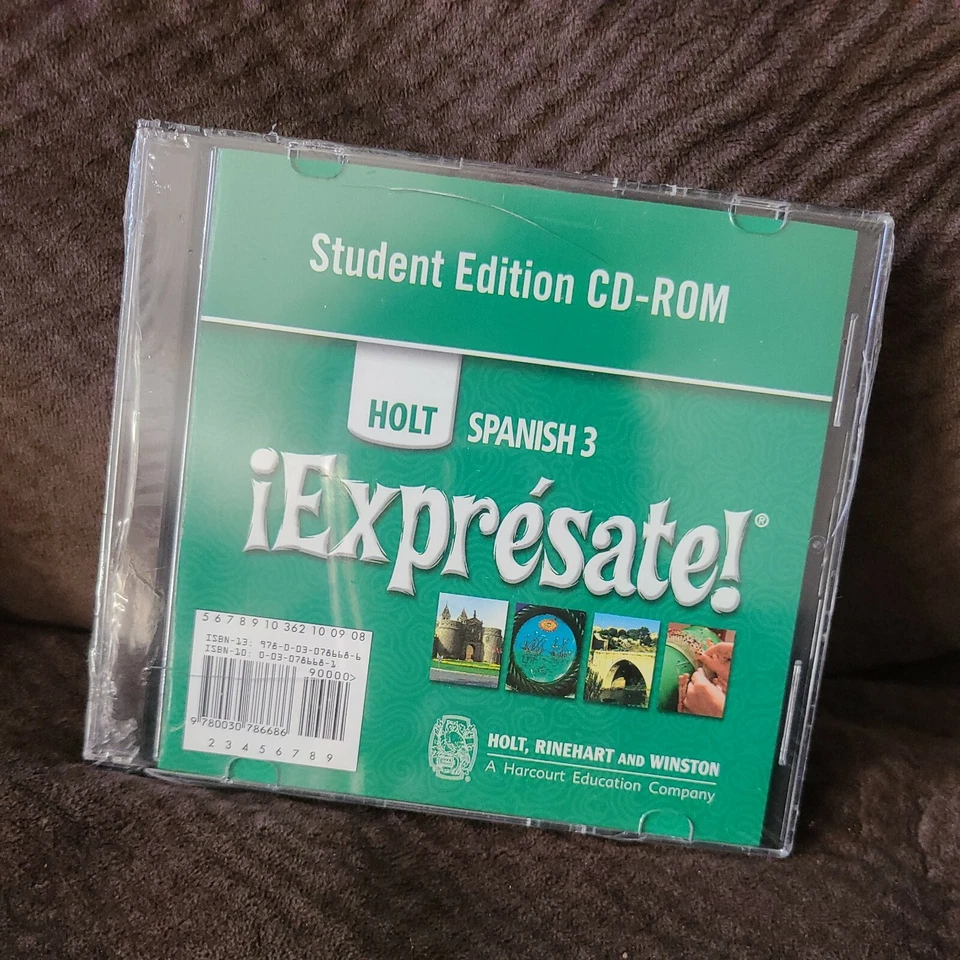 Student Edition CD-ROM
HOLT
SPANISH 3
¡Exprésate!®
5 6 7 8 9 10 362 10 09 08
ISBN-13: 978-0-03-078668-6
ISBN-10: 0-03-078668-1
90000>
9 780030 786686
2 3 4 5 6 7 8 9
HOLT, RINEHART AND WINSTON
A Harcourt Education Company